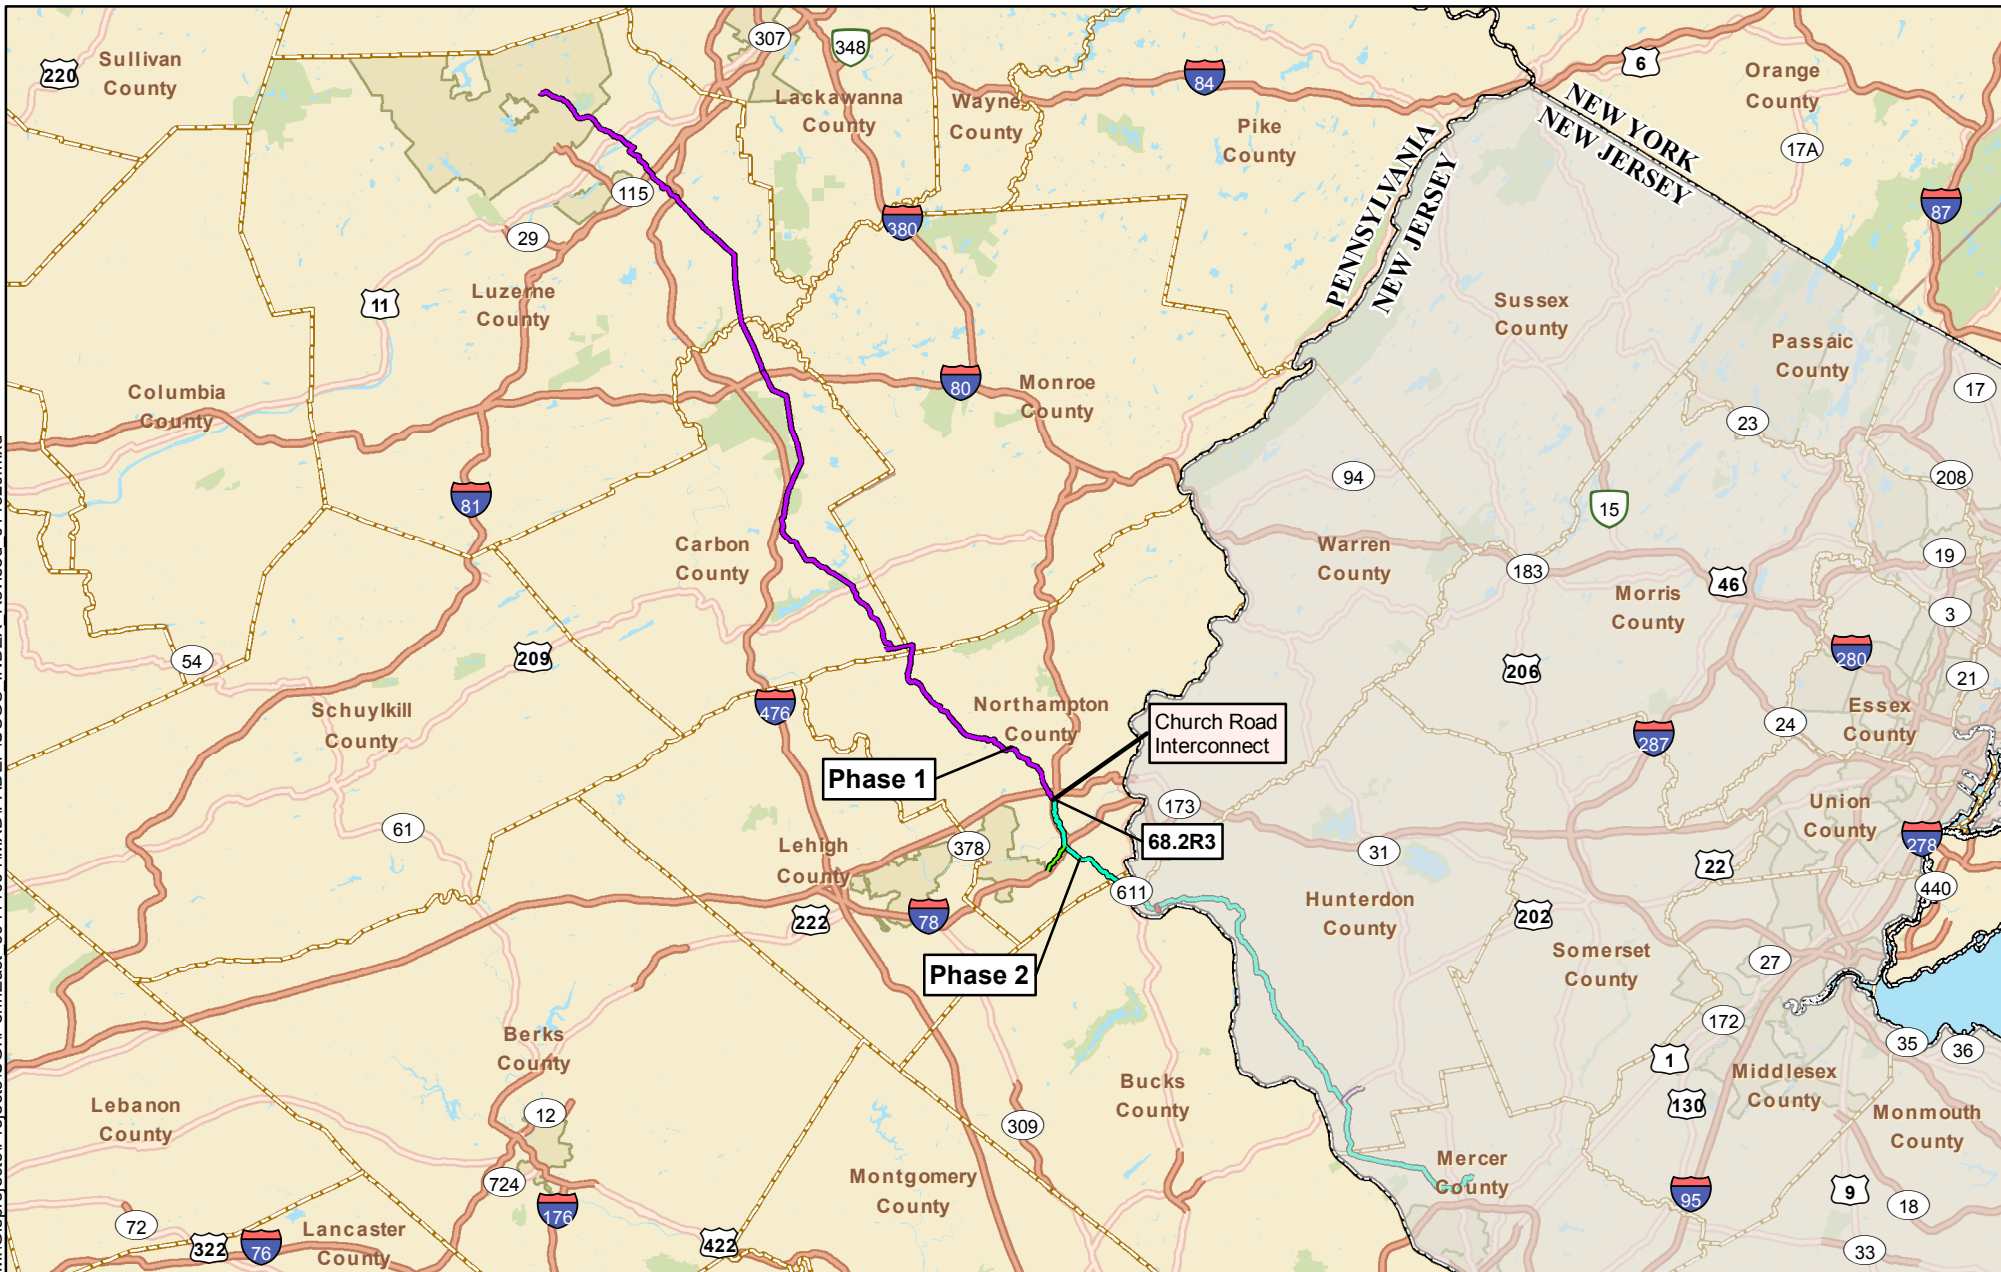 307
348
Sullivan
County
220
6
84
Orange
County
Lackawanna
County
Wayne
County
Pike
County
NEW YORK
NEW JERSEY
PENNSYLVANIA
NEW JERSEY
17A
115
87
29
380
11
Luzerne
County
Sussex
County
Passaic
County
Columbia
County
80
Monroe
County
17
23
94
208
81
15
Carbon
County
Warren
County
183
46
19
Morris
County
3
54
209
206
280
21
476
Schuylkill
County
Northampton
County
Church Road
Interconnect
24
Essex
County
287
Phase 1
173
Union
County
61
378
68.2R3
31
278
Lehigh
County
22
611
440
222
78
Hunterdon
County
202
Somerset
County
27
Phase 2
172
Berks
County
35
36
1
Middlesex
County
Bucks
County
130
Lebanon
County
12
309
Monmouth
County
Montgomery
County
Mercer
County
724
95
9
18
176
72
322
76
Lancaster
County
422
33